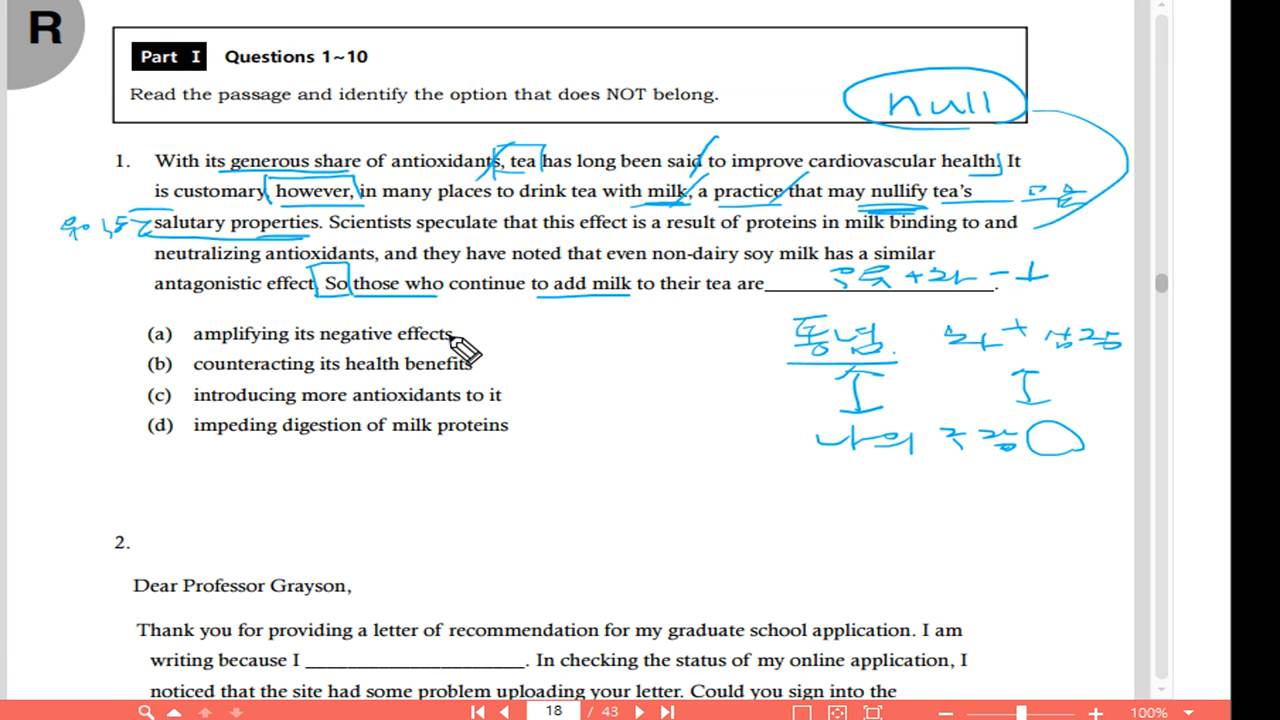 R
Part I Questions 1~10
Read the passage and identify the option that does NOT belong.
null
1. With its generous share of antioxidants, tea has long been said to improve cardiovascular health. It
is customary, however, in many places to drink tea with milk, a practice that may nullify tea's
salutary properties. Scientists speculate that this effect is a result of proteins in milk binding to and
neutralizing antioxidants, and they have noted that even non-dairy soy milk has a similar
antagonistic effect. So those who continue to add milk to their tea are____________________.
(a) amplifying its negative effects
(b) counteracting its health benefits
(c) introducing more antioxidants to it
(d) impeding digestion of milk proteins
통념
나의 주장
2.
Dear Professor Grayson,
Thank you for providing a letter of recommendation for my graduate school application. I am
writing because I ____________________. In checking the status of my online application, I
noticed that the site had some problem uploading your letter. Could you sign into the
18 / 43
100%